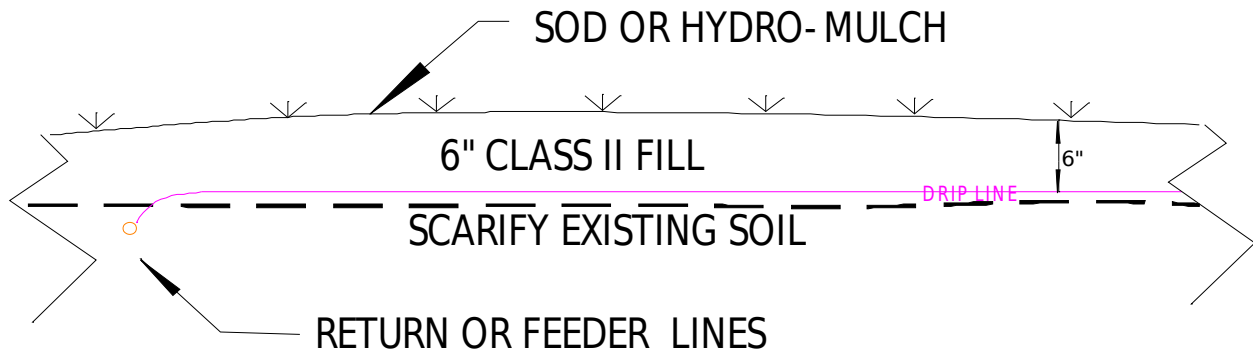 SOD OR HYDRO-MULCH
6" CLASS II FILL
6"
DRIP LINE
SCARIFY EXISTING SOIL
RETURN OR FEEDER LINES